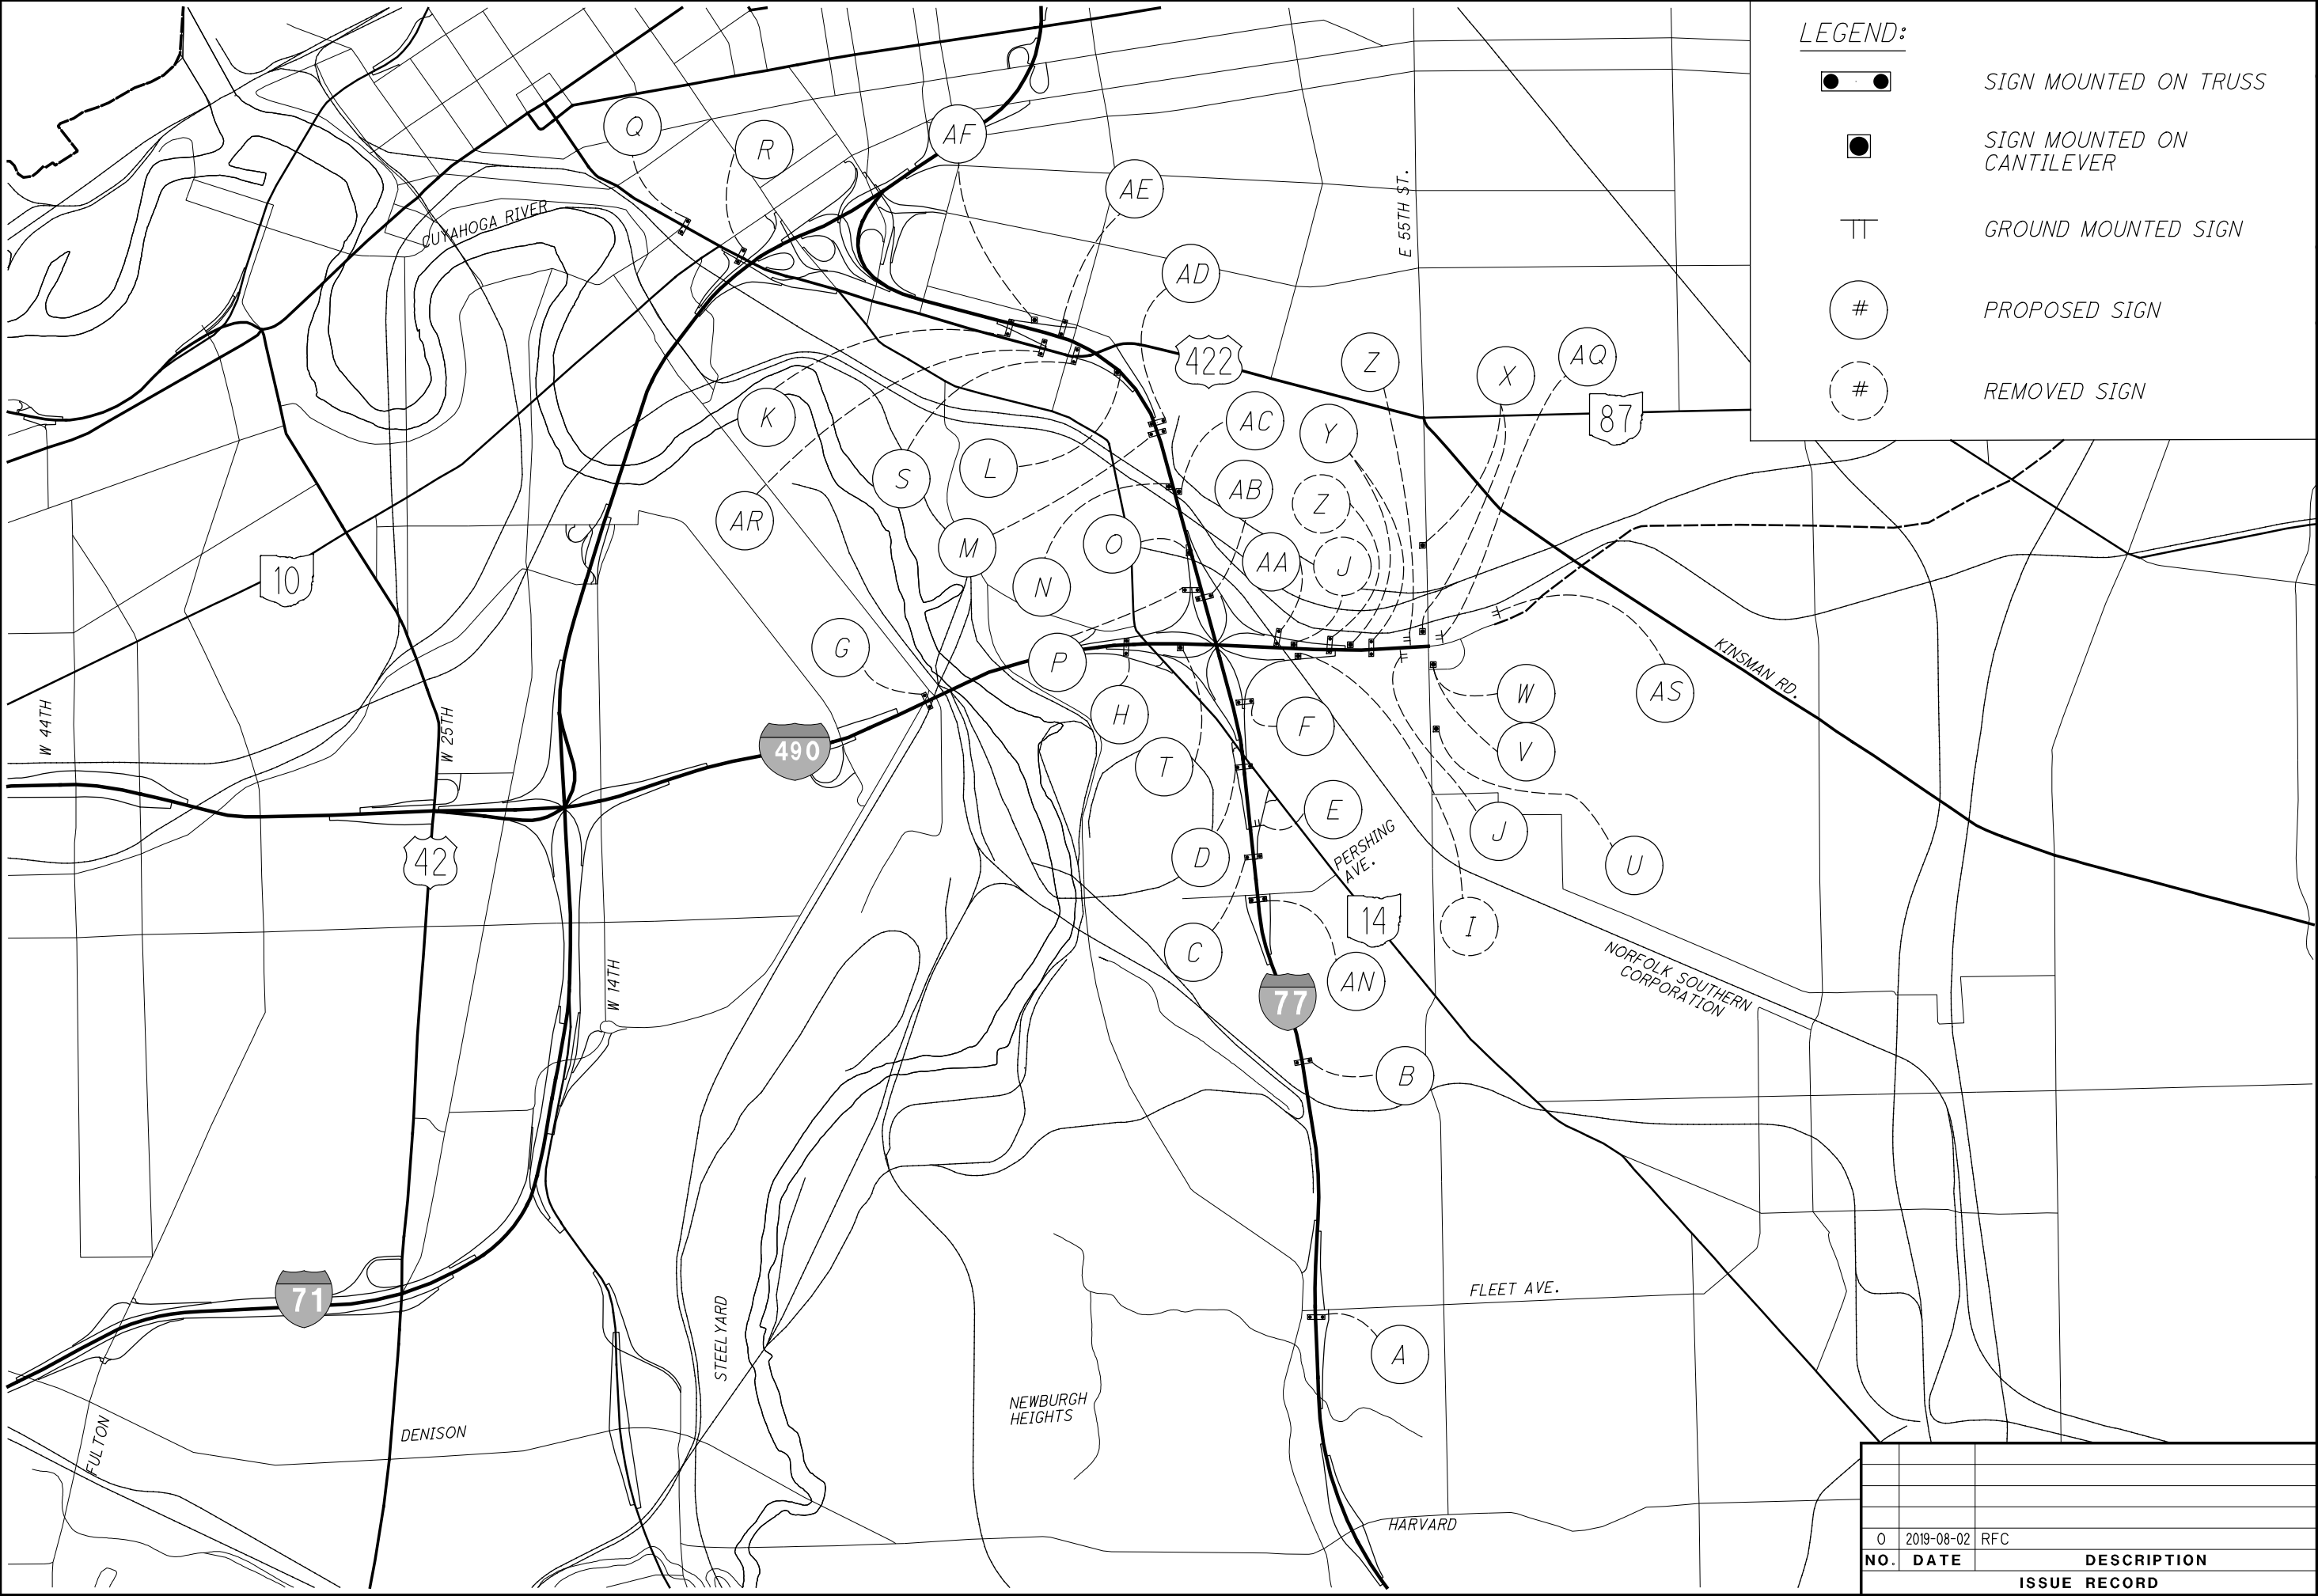 LEGEND:
SIGN MOUNTED ON TRUSS
SIGN MOUNTED ON
CANTILEVER
GROUND MOUNTED SIGN
#
PROPOSED SIGN
#
REMOVED SIGN
Q
R
AF
AE
AD
CUYAHOGA RIVER
E 55TH ST.
422
Z
X
AQ
87
K
AC
Y
S
L
AB
Z
AR
M
O
AA
J
N
10
G
P
KINSMAN RD.
H
F
W
AS
V
W 44TH
W 25TH
490
T
E
J
D
PERSHING
AVE.
U
42
14
I
C
AN
NORFOLK SOUTHERN
CORPORATION
W 14TH
77
B
71
FLEET AVE.
STEELYARD
A
NEWBURGH
HEIGHTS
FULTON
DENISON
HARVARD
0 2019-08-02 RFC
NO. DATE DESCRIPTION
ISSUE RECORD